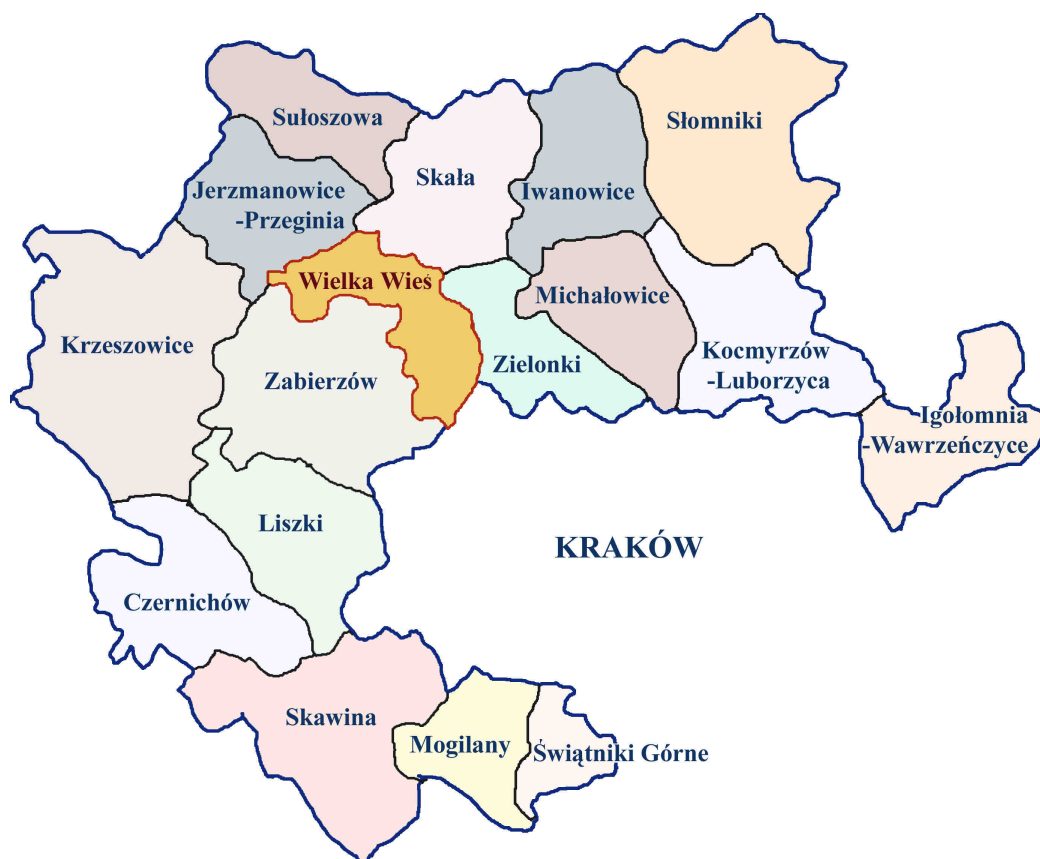 Sułoszowa
Słomniki
Skała
Jerzmanowice
-Przeginia
Iwanowice
Wielka Wieś
Michałowice
Krzeszowice
Zabierzów
Zielonki
Kocmyrzów
-Luborzyca
Igołomnia
-Wawrzeńczyce
Liszki
KRAKÓW
Czernichów
Skawina
Mogilany
Świątniki Górne